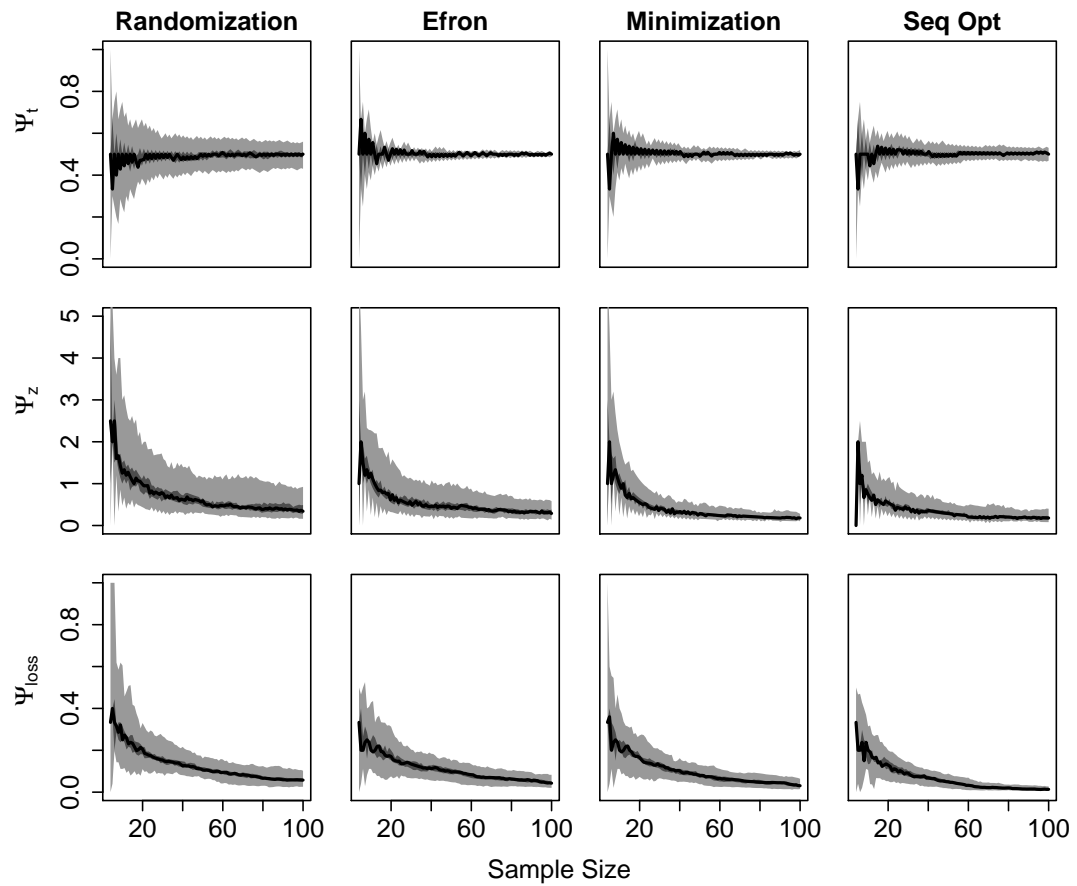 Randomization Efron Minimization Seq Opt
Ψt
0.0 0.4 0.8
Ψz
0 1 2 3 4 5
Ψloss
0.0 0.4 0.8
20 60 100 20 60 100 20 60 100 20 60 100
Sample Size